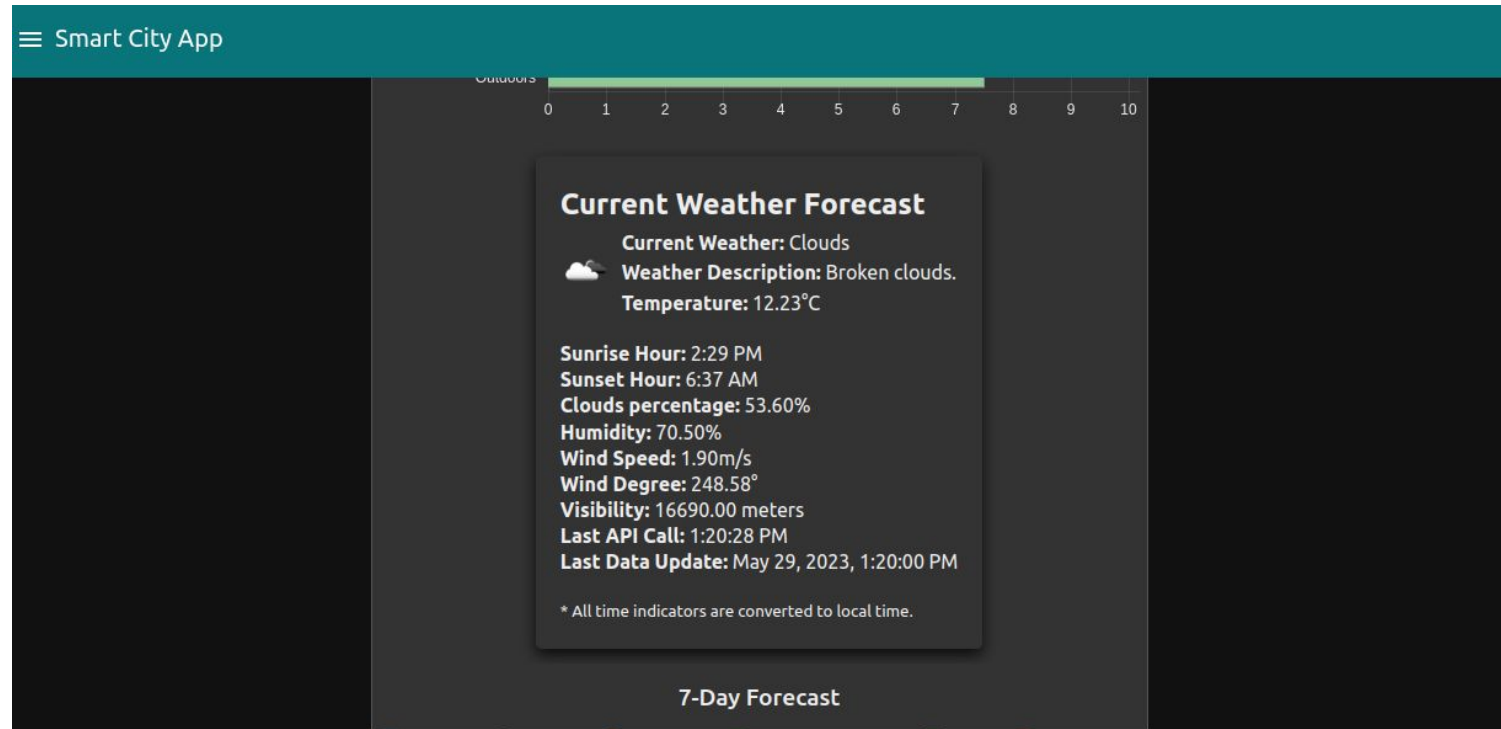 Smart City App
Outdoors
0 1 2 3 4 5 6 7 8 9 10
Current Weather Forecast
Current Weather: Clouds
Weather Description: Broken clouds.
Temperature: 12.23°C
Sunrise Hour: 2:29 PM
Sunset Hour: 6:37 AM
Clouds percentage: 53.60%
Humidity: 70.50%
Wind Speed: 1.90m/s
Wind Degree: 248.58°
Visibility: 16690.00 meters
Last API Call: 1:20:28 PM
Last Data Update: May 29, 2023, 1:20:00 PM
* All time indicators are converted to local time.
7-Day Forecast